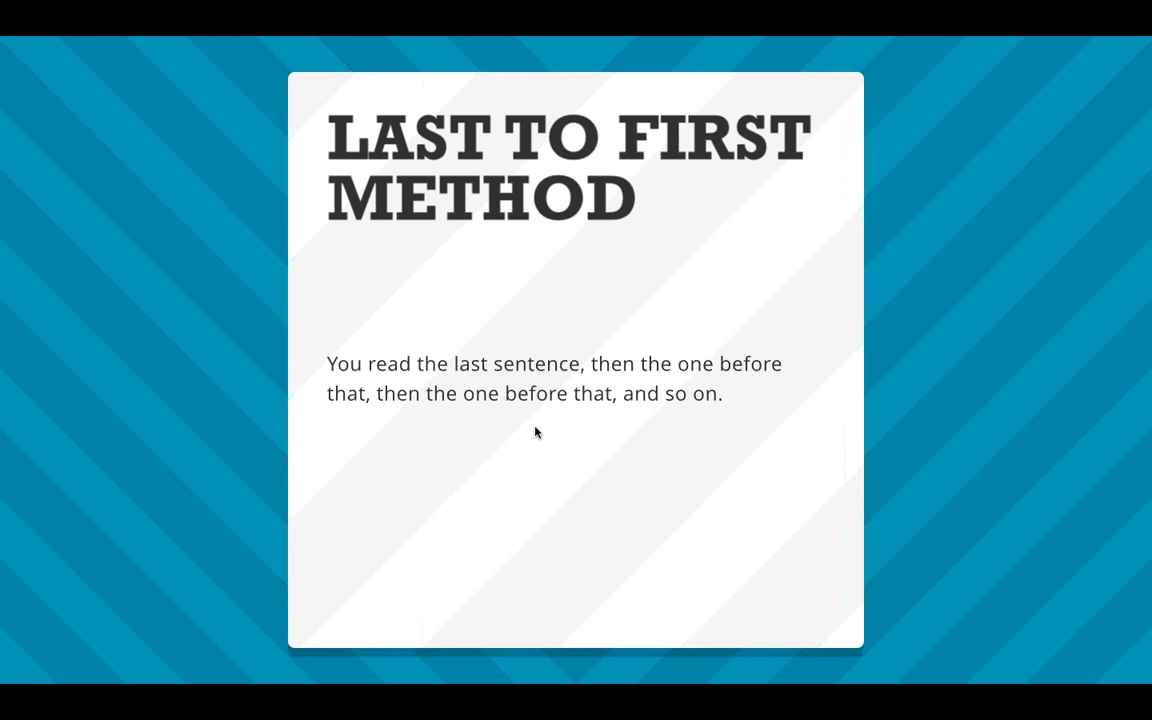 LAST TO FIRST
METHOD
You read the last sentence, then the one before
that, then the one before that, and so on.